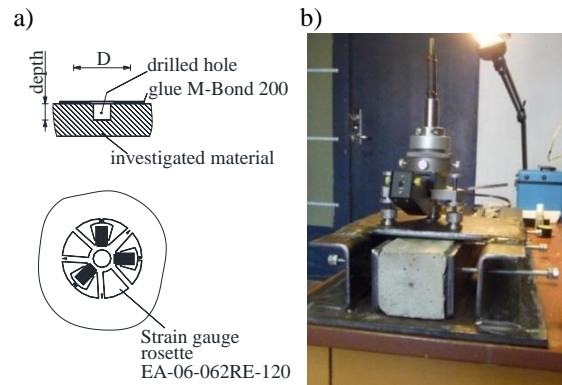 a)
b)
D
depth
drilled hole
glue M-Bond 200
investigated material
Strain gauge
rosette
EA-06-062RE-120